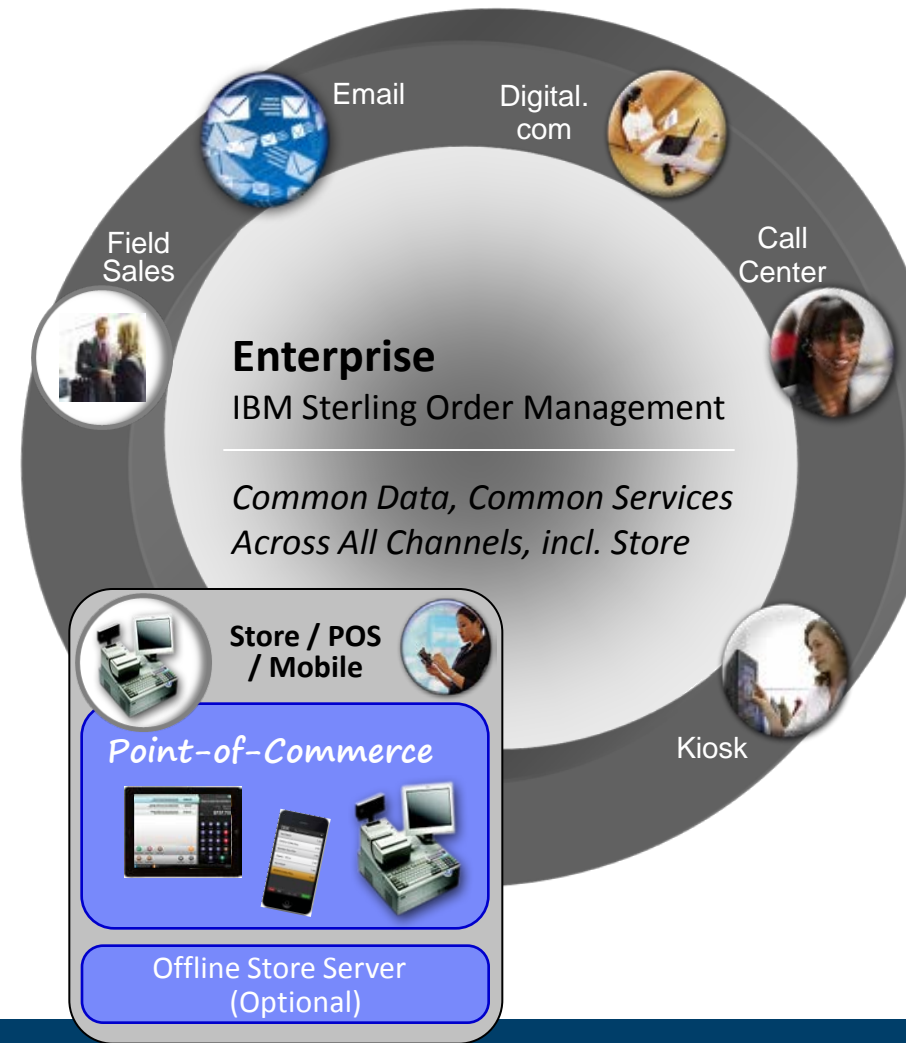 Email
Digital.
com
Field
Sales
Call
Center
Enterprise
IBM Sterling Order Management
Common Data, Common Services
Across All Channels, incl. Store
Store / POS
/ Mobile
Point-of-Commerce
Kiosk
Offline Store Server
(Optional)